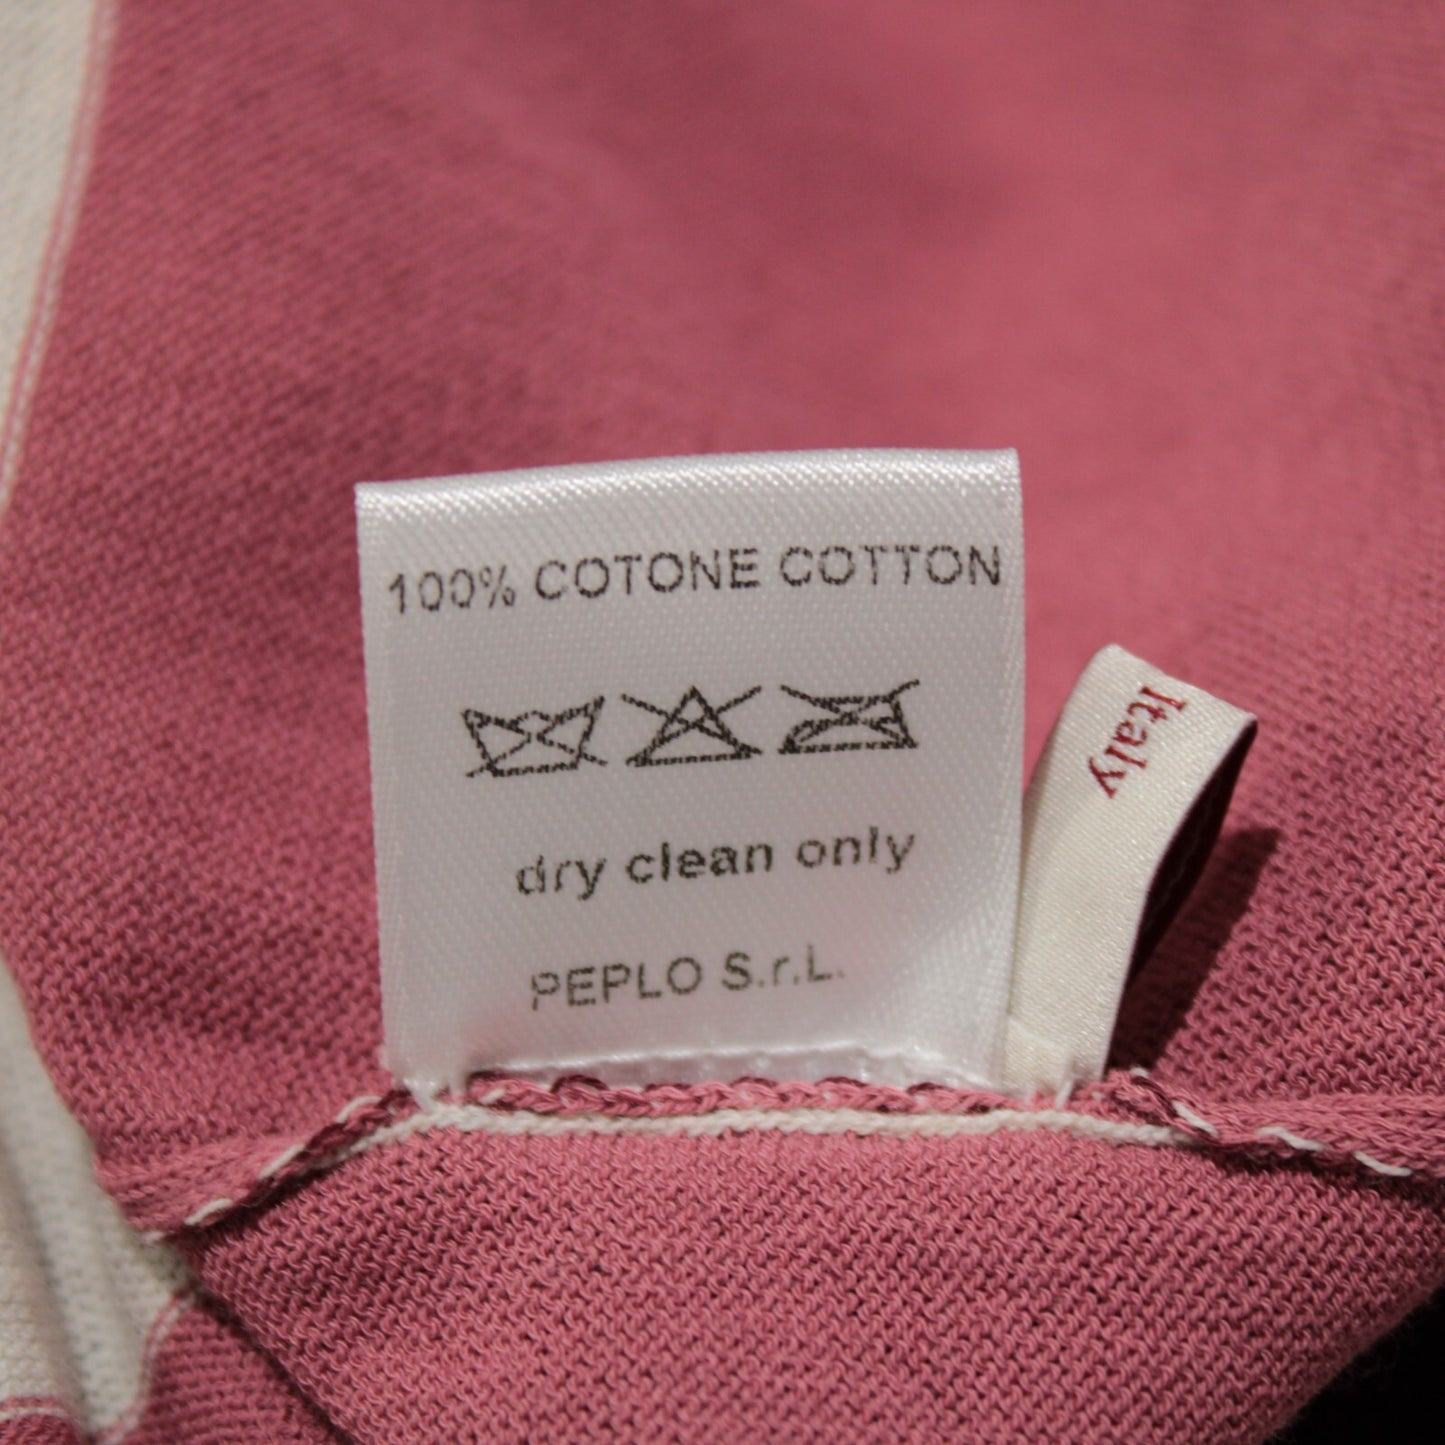 100% COTONE COTTON
dry clean only
PEPLO S.r.L.
Italy